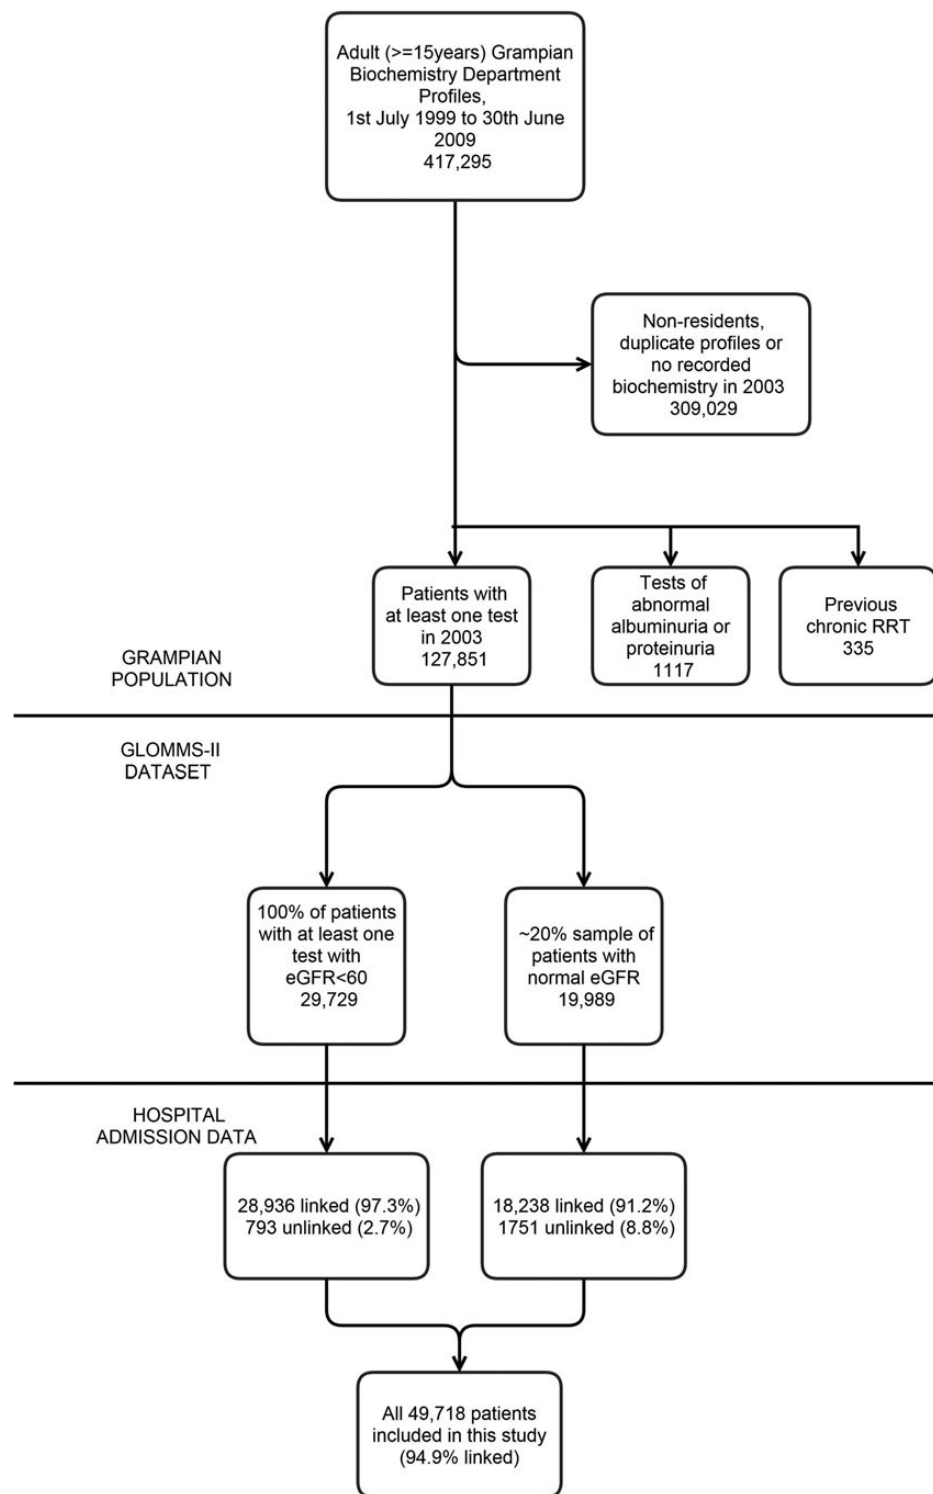 Adult (>=15years) Grampian
Biochemistry Department
Profiles,
1st July 1999 to 30th June
2009
417,295
Non-residents,
duplicate profiles or
no recorded
biochemistry in 2003
309,029
Patients with
at least one test
in 2003
127,851
Tests of
abnormal
albuminuria or
proteinuria
1117
Previous
chronic RRT
335
GRAMPIAN
POPULATION
GLOMMS-II
DATASET
100% of patients
with at least one
test with
eGFR<60
29,729
~20% sample of
patients with
normal eGFR
19,989
HOSPITAL
ADMISSION DATA
28,936 linked (97.3%)
793 unlinked (2.7%)
18,238 linked (91.2%)
1751 unlinked (8.8%)
All 49,718 patients
included in this study
(94.9% linked)